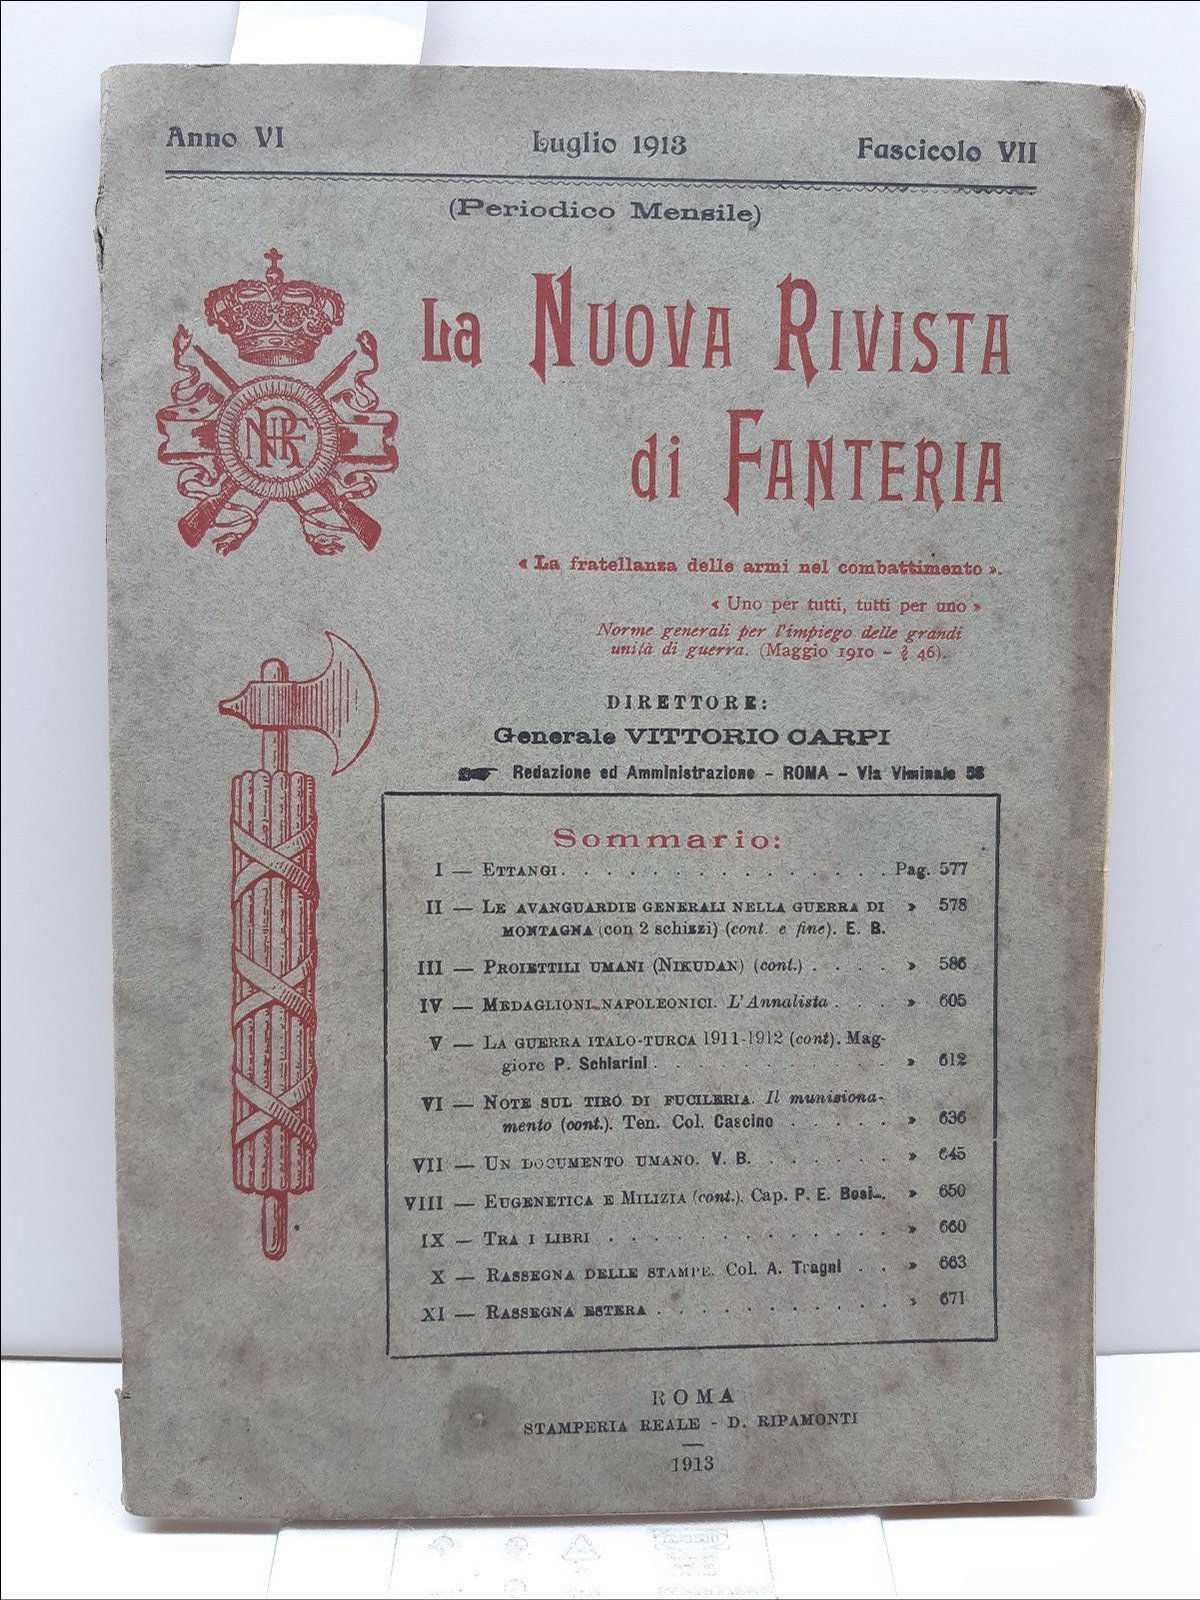 Anno VI Luglio 1913 Fascicolo VII
(Periodico Mensile)
La NUOVA RIVISTA
di FANTERIA
NRF
« La fratellanza delle armi nel combattimento ».
« Uno per tutti, tutti per uno »
Norme generali per l'impiego delle grandi
unità di guerra. (Maggio 1910 - § 46).
DIRETTORE:
Generale VITTORIO CARPI
☛ Redazione ed Amministrazione - ROMA - Via Viminale 58
Sommario:
I — ETTANGI . . . . . . . . . . . . . . . Pag. 577
II — LE AVANGUARDIE GENERALI NELLA GUERRA DI » 578
MONTAGNA (con 2 schizzi) (cont. e fine). E. B.
III — PROIETTILI UMANI (NIKUDAN) (cont.) . . . . » 586
IV — MEDAGLIONI NAPOLEONICI. L'Annalista . . . » 605
V — LA GUERRA ITALO-TURCA 1911-1912 (cont). Mag-
giore P. Schiarini . . . . . . . . . . . » 612
VI — NOTE SUL TIRO DI FUCILERIA. Il muniziona-
mento (cont.). Ten. Col. Cascino . . . . . » 636
VII — UN DOCUMENTO UMANO. V. B. . . . . . . » 645
VIII — EUGENETICA E MILIZIA (cont.). Cap. P. E. Bosi . » 650
IX — TRA I LIBRI . . . . . . . . . . . . . » 660
X — RASSEGNA DELLE STAMPE. Col. A. Tragni . . » 663
XI — RASSEGNA ESTERA . . . . . . . . . . . » 671
ROMA
STAMPERIA REALE - D. RIPAMONTI
1913